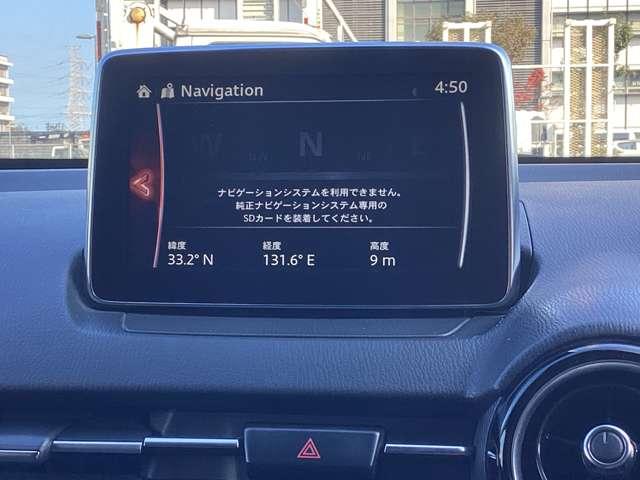 Navigation
4:50
W NW N NE E
ナビゲーションシステムを利用できません。
純正ナビゲーションシステム専用の
SDカードを装着してください。
緯度 経度 高度
33.2° N 131.6° E 9 m